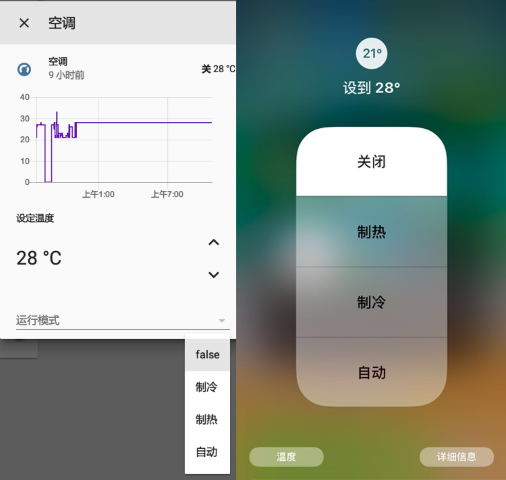 空调
空调
9 小时前
关 28 °C
40
30
20
10
0
上午1:00
上午7:00
设定温度
28 °C
运行模式
false
制冷
制热
自动
21°
设到 28°
关闭
制热
制冷
自动
温度
详细信息